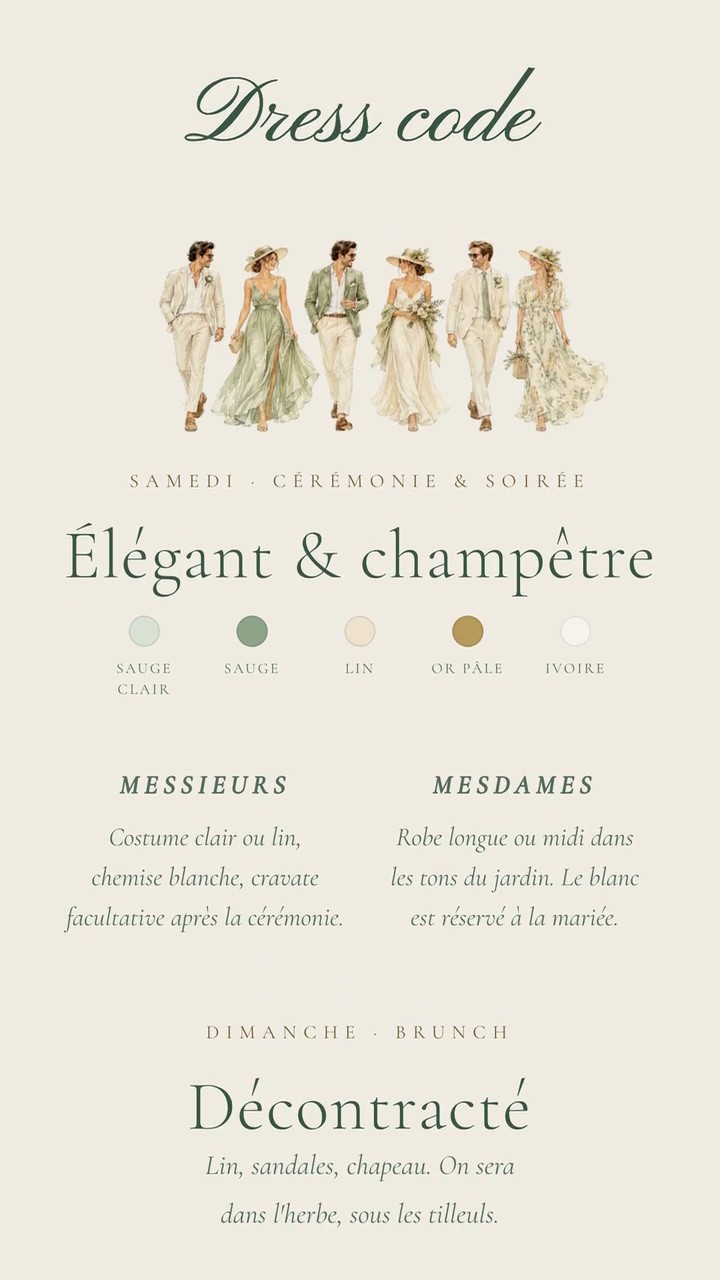 Dress code
SAMEDI · CÉRÉMONIE & SOIRÉE
Élégant & champêtre
SAUGE
CLAIR
SAUGE
LIN
OR PÂLE
IVOIRE
MESSIEURS
Costume clair ou lin,
chemise blanche, cravate
facultative après la cérémonie.
MESDAMES
Robe longue ou midi dans
les tons du jardin. Le blanc
est réservé à la mariée.
DIMANCHE · BRUNCH
Décontracté
Lin, sandales, chapeau. On sera
dans l'herbe, sous les tilleuls.